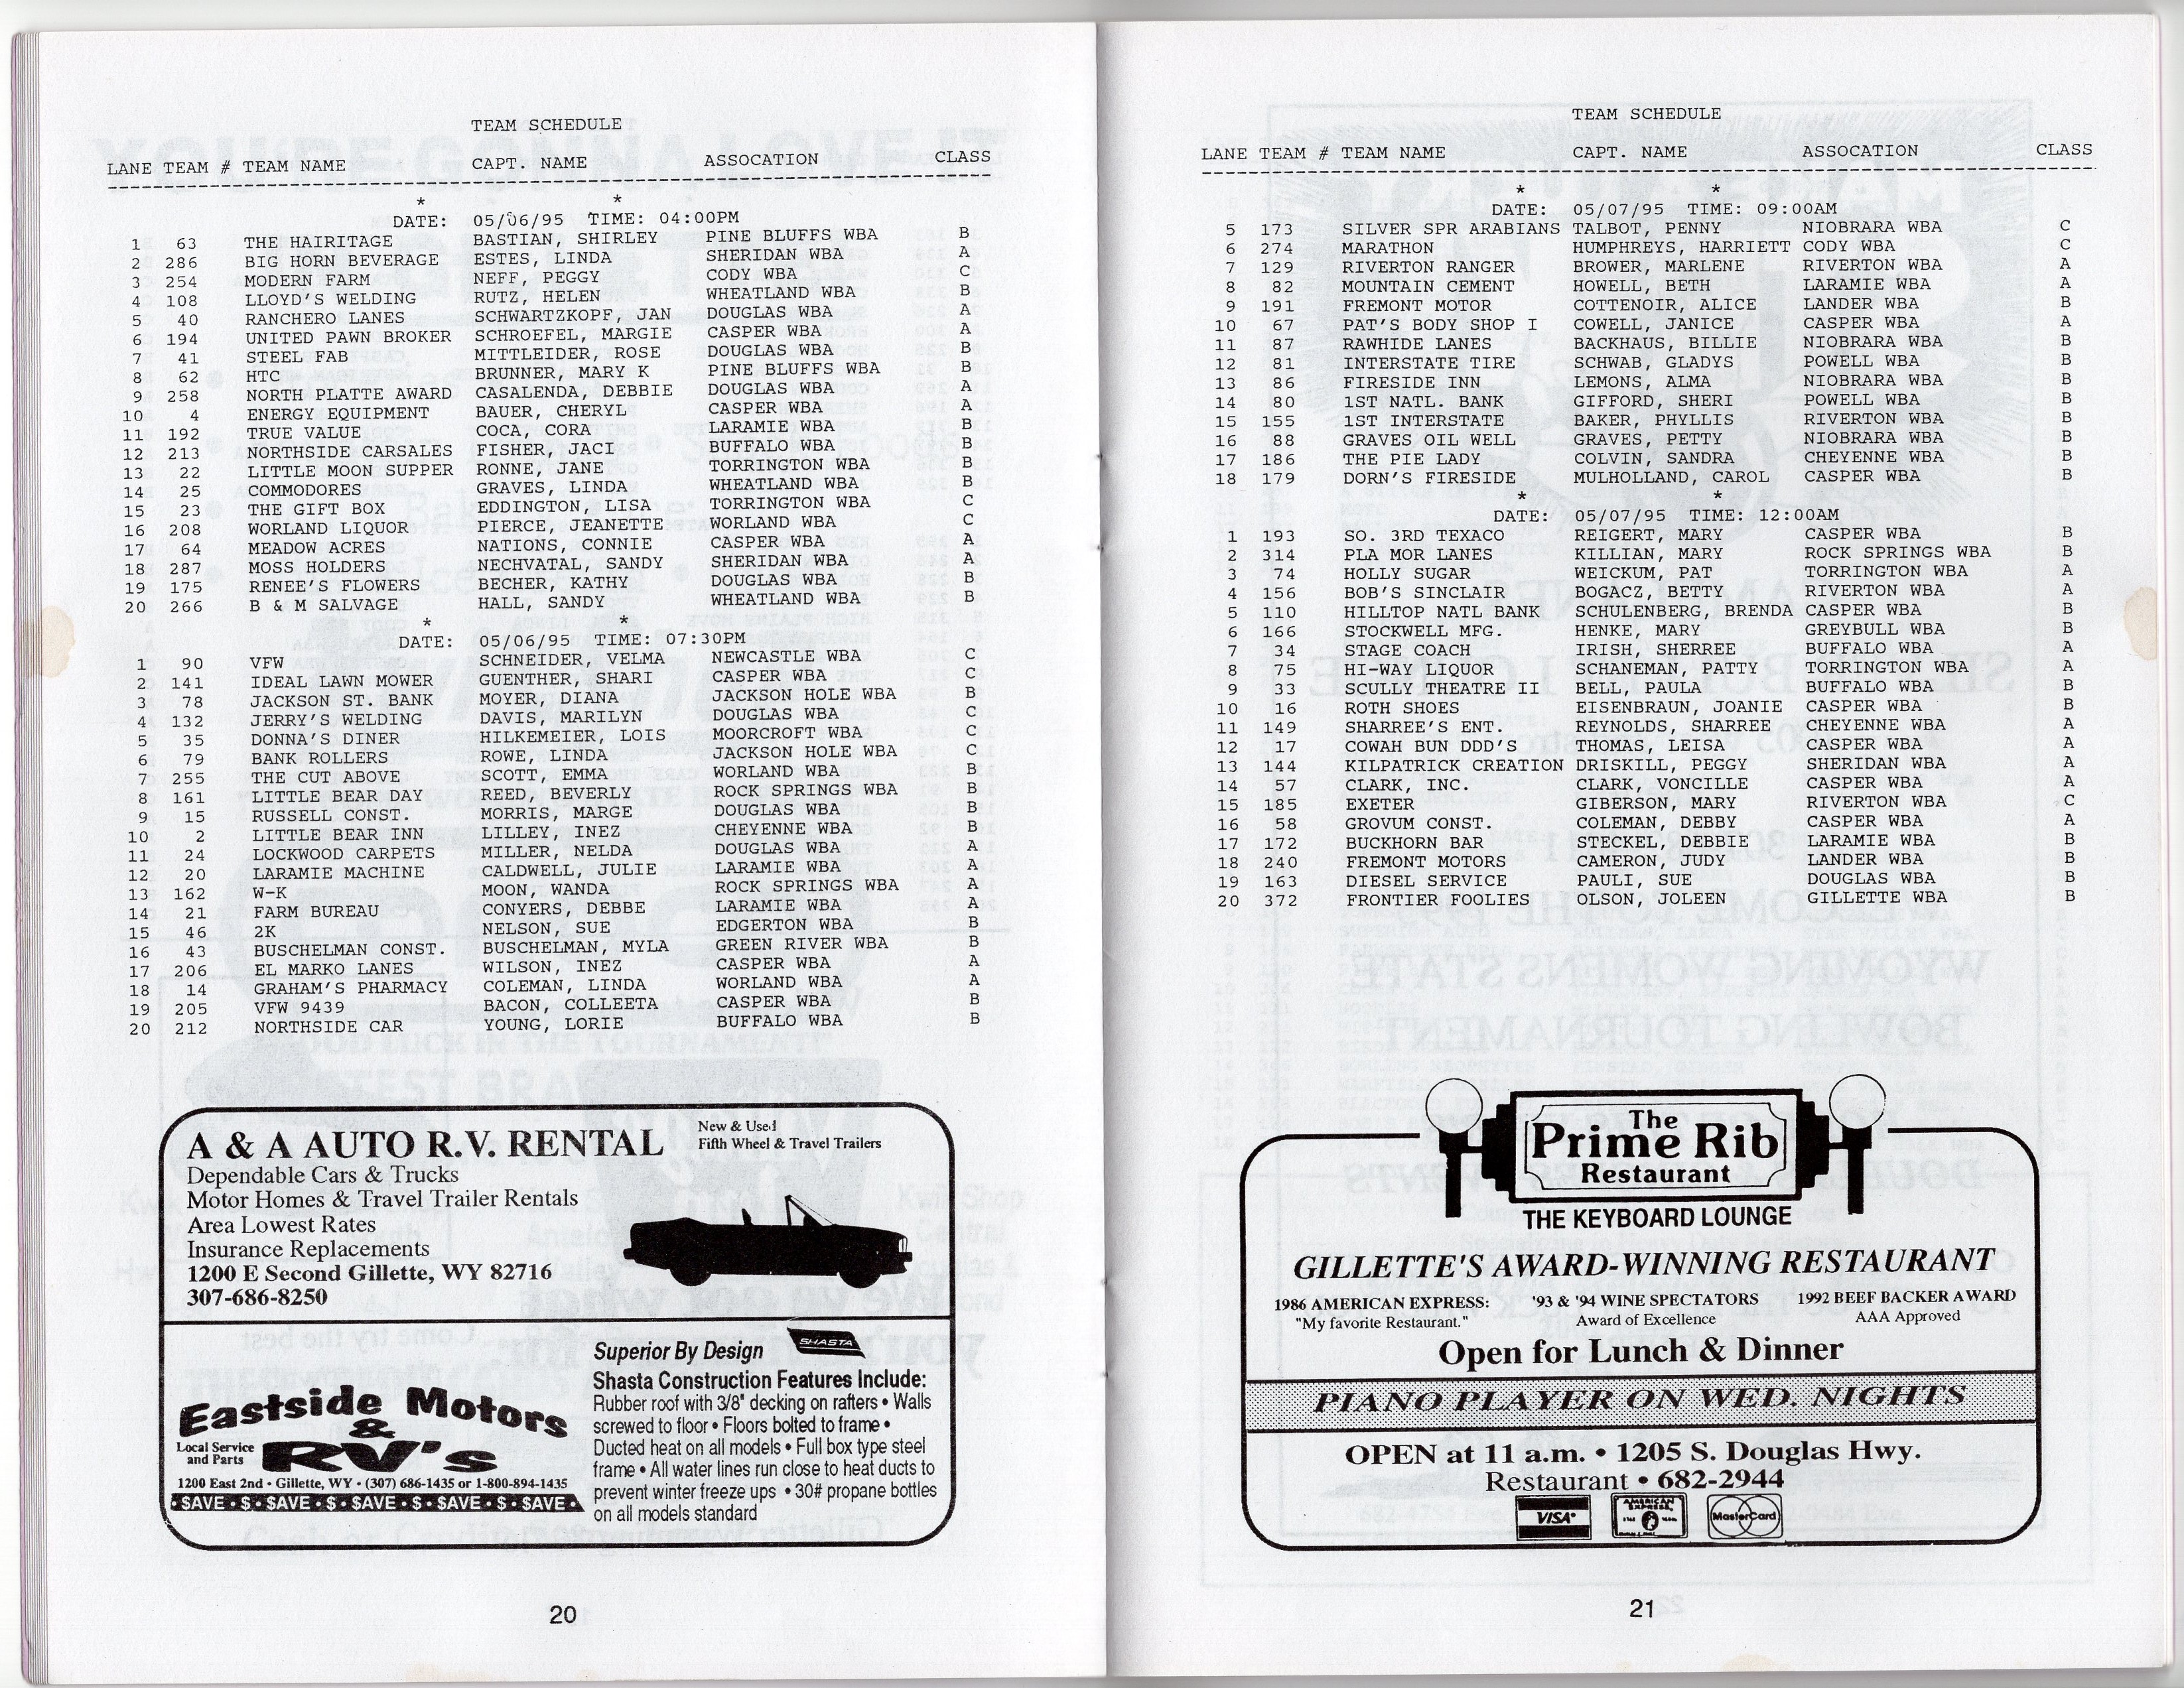 TEAM SCHEDULE
LANE TEAM # TEAM NAME CAPT. NAME ASSOCATION CLASS
* *
DATE: 05/06/95 TIME: 04:00PM
1 63 THE HAIRITAGE BASTIAN, SHIRLEY PINE BLUFFS WBA B
2 286 BIG HORN BEVERAGE ESTES, LINDA SHERIDAN WBA A
3 254 MODERN FARM NEFF, PEGGY CODY WBA C
4 108 LLOYD'S WELDING RUTZ, HELEN WHEATLAND WBA B
5 40 RANCHERO LANES SCHWARTZKOPF, JAN DOUGLAS WBA A
6 194 UNITED PAWN BROKER SCHROEFEL, MARGIE CASPER WBA A
7 41 STEEL FAB MITTLEIDER, ROSE DOUGLAS WBA B
8 62 HTC BRUNNER, MARY K PINE BLUFFS WBA B
9 258 NORTH PLATTE AWARD CASALENDA, DEBBIE DOUGLAS WBA A
10 4 ENERGY EQUIPMENT BAUER, CHERYL CASPER WBA A
11 192 TRUE VALUE COCA, CORA LARAMIE WBA B
12 213 NORTHSIDE CARSALES FISHER, JACI BUFFALO WBA B
13 22 LITTLE MOON SUPPER RONNE, JANE TORRINGTON WBA B
14 25 COMMODORES GRAVES, LINDA WHEATLAND WBA B
15 23 THE GIFT BOX EDDINGTON, LISA TORRINGTON WBA C
16 208 WORLAND LIQUOR PIERCE, JEANETTE WORLAND WBA C
17 64 MEADOW ACRES NATIONS, CONNIE CASPER WBA A
18 287 MOSS HOLDERS NECHVATAL, SANDY SHERIDAN WBA A
19 175 RENEE'S FLOWERS BECHER, KATHY DOUGLAS WBA B
20 266 B & M SALVAGE HALL, SANDY WHEATLAND WBA B
* *
DATE: 05/06/95 TIME: 07:30PM
1 90 VFW SCHNEIDER, VELMA NEWCASTLE WBA C
2 141 IDEAL LAWN MOWER GUENTHER, SHARI CASPER WBA C
3 78 JACKSON ST. BANK MOYER, DIANA JACKSON HOLE WBA B
4 132 JERRY'S WELDING DAVIS, MARILYN DOUGLAS WBA C
5 35 DONNA'S DINER HILKEMEIER, LOIS MOORCROFT WBA C
6 79 BANK ROLLERS ROWE, LINDA JACKSON HOLE WBA C
7 255 THE CUT ABOVE SCOTT, EMMA WORLAND WBA B
8 161 LITTLE BEAR DAY REED, BEVERLY ROCK SPRINGS WBA B
9 15 RUSSELL CONST. MORRIS, MARGE DOUGLAS WBA B
10 2 LITTLE BEAR INN LILLEY, INEZ CHEYENNE WBA B
11 24 LOCKWOOD CARPETS MILLER, NELDA DOUGLAS WBA A
12 20 LARAMIE MACHINE CALDWELL, JULIE LARAMIE WBA A
13 162 W-K MOON, WANDA ROCK SPRINGS WBA A
14 21 FARM BUREAU CONYERS, DEBBE LARAMIE WBA A
15 46 2K NELSON, SUE EDGERTON WBA B
16 43 BUSCHELMAN CONST. BUSCHELMAN, MYLA GREEN RIVER WBA B
17 206 EL MARKO LANES WILSON, INEZ CASPER WBA A
18 14 GRAHAM'S PHARMACY COLEMAN, LINDA WORLAND WBA A
19 205 VFW 9439 BACON, COLLEETA CASPER WBA B
20 212 NORTHSIDE CAR YOUNG, LORIE BUFFALO WBA B
A & A AUTO R.V. RENTAL
New & Used
Fifth Wheel & Travel Trailers
Dependable Cars & Trucks
Motor Homes & Travel Trailer Rentals
Area Lowest Rates
Insurance Replacements
1200 E Second Gillette, WY 82716
307-686-8250
Eastside Motors
&
RV's
Local Service
and Parts
1200 East 2nd • Gillette, WY • (307) 686-1435 or 1-800-894-1435
• SAVE • $ • SAVE • $ • SAVE • $ • SAVE • $ • SAVE •
Superior By Design
SHASTA
Shasta Construction Features Include:
Rubber roof with 3/8" decking on rafters • Walls
screwed to floor • Floors bolted to frame •
Ducted heat on all models • Full box type steel
frame • All water lines run close to heat ducts to
prevent winter freeze ups • 30# propane bottles
on all models standard
20
TEAM SCHEDULE
LANE TEAM # TEAM NAME CAPT. NAME ASSOCATION CLASS
* *
DATE: 05/07/95 TIME: 09:00AM
5 173 SILVER SPR ARABIANS TALBOT, PENNY NIOBRARA WBA C
6 274 MARATHON HUMPHREYS, HARRIETT CODY WBA C
7 129 RIVERTON RANGER BROWER, MARLENE RIVERTON WBA A
8 82 MOUNTAIN CEMENT HOWELL, BETH LARAMIE WBA A
9 191 FREMONT MOTOR COTTENOIR, ALICE LANDER WBA B
10 67 PAT'S BODY SHOP I COWELL, JANICE CASPER WBA A
11 87 RAWHIDE LANES BACKHAUS, BILLIE NIOBRARA WBA B
12 81 INTERSTATE TIRE SCHWAB, GLADYS POWELL WBA B
13 86 FIRESIDE INN LEMONS, ALMA NIOBRARA WBA B
14 80 1ST NATL. BANK GIFFORD, SHERI POWELL WBA B
15 155 1ST INTERSTATE BAKER, PHYLLIS RIVERTON WBA B
16 88 GRAVES OIL WELL GRAVES, PETTY NIOBRARA WBA B
17 186 THE PIE LADY COLVIN, SANDRA CHEYENNE WBA B
18 179 DORN'S FIRESIDE MULHOLLAND, CAROL CASPER WBA B
* *
DATE: 05/07/95 TIME: 12:00AM
1 193 SO. 3RD TEXACO REIGERT, MARY CASPER WBA B
2 314 PLA MOR LANES KILLIAN, MARY ROCK SPRINGS WBA B
3 74 HOLLY SUGAR WEICKUM, PAT TORRINGTON WBA A
4 156 BOB'S SINCLAIR BOGACZ, BETTY RIVERTON WBA A
5 110 HILLTOP NATL BANK SCHULENBERG, BRENDA CASPER WBA B
6 166 STOCKWELL MFG. HENKE, MARY GREYBULL WBA B
7 34 STAGE COACH IRISH, SHERREE BUFFALO WBA A
8 75 HI-WAY LIQUOR SCHANEMAN, PATTY TORRINGTON WBA A
9 33 SCULLY THEATRE II BELL, PAULA BUFFALO WBA B
10 16 ROTH SHOES EISENBRAUN, JOANIE CASPER WBA B
11 149 SHARREE'S ENT. REYNOLDS, SHARREE CHEYENNE WBA A
12 17 COWAH BUN DDD'S THOMAS, LEISA CASPER WBA A
13 144 KILPATRICK CREATION DRISKILL, PEGGY SHERIDAN WBA A
14 57 CLARK, INC. CLARK, VONCILLE CASPER WBA A
15 185 EXETER GIBERSON, MARY RIVERTON WBA C
16 58 GROVUM CONST. COLEMAN, DEBBY CASPER WBA A
17 172 BUCKHORN BAR STECKEL, DEBBIE LARAMIE WBA B
18 240 FREMONT MOTORS CAMERON, JUDY LANDER WBA B
19 163 DIESEL SERVICE PAULI, SUE DOUGLAS WBA B
20 372 FRONTIER FOOLIES OLSON, JOLEEN GILLETTE WBA B
The
Prime Rib
Restaurant
THE KEYBOARD LOUNGE
GILLETTE'S AWARD-WINNING RESTAURANT
1986 AMERICAN EXPRESS: '93 & '94 WINE SPECTATORS 1992 BEEF BACKER AWARD
"My favorite Restaurant." Award of Excellence AAA Approved
Open for Lunch & Dinner
PIANO PLAYER ON WED. NIGHTS
OPEN at 11 a.m. • 1205 S. Douglas Hwy.
Restaurant • 682-2944
VISA AMERICAN EXPRESS MasterCard
21